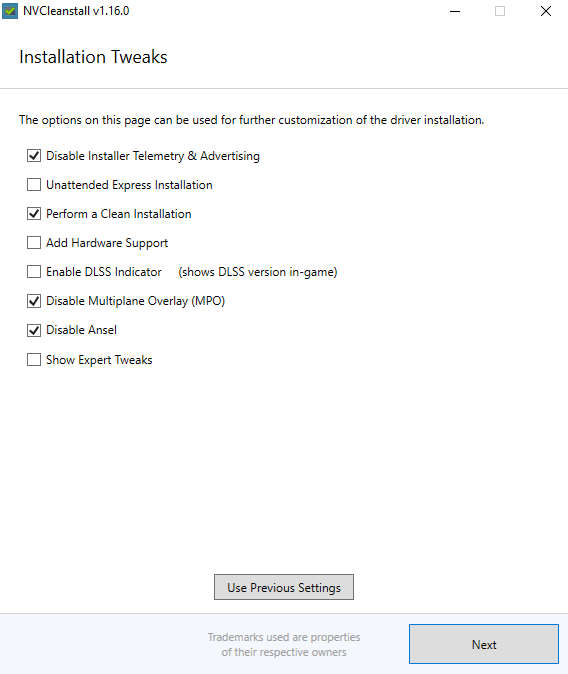 NVCleanstall v1.16.0
Installation Tweaks
The options on this page can be used for further customization of the driver installation.
Disable Installer Telemetry & Advertising
Unattended Express Installation
Perform a Clean Installation
Add Hardware Support
Enable DLSS Indicator (shows DLSS version in-game)
Disable Multiplane Overlay (MPO)
Disable Ansel
Show Expert Tweaks
Use Previous Settings
Trademarks used are properties
of their respective owners
Next